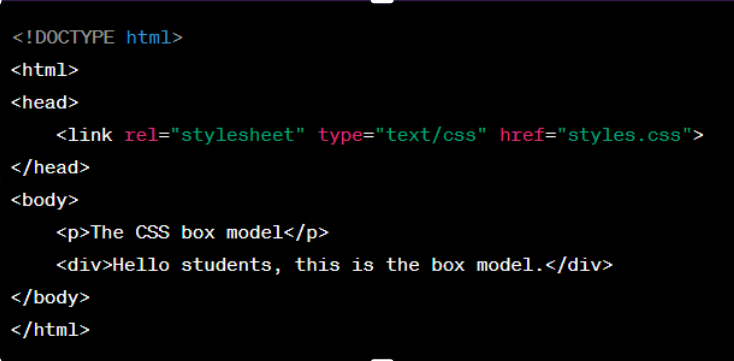 <!DOCTYPE html>
<html>
<head>
    <link rel="stylesheet" type="text/css" href="styles.css">
</head>
<body>
    <p>The CSS box model</p>
    <div>Hello students, this is the box model.</div>
</body>
</html>